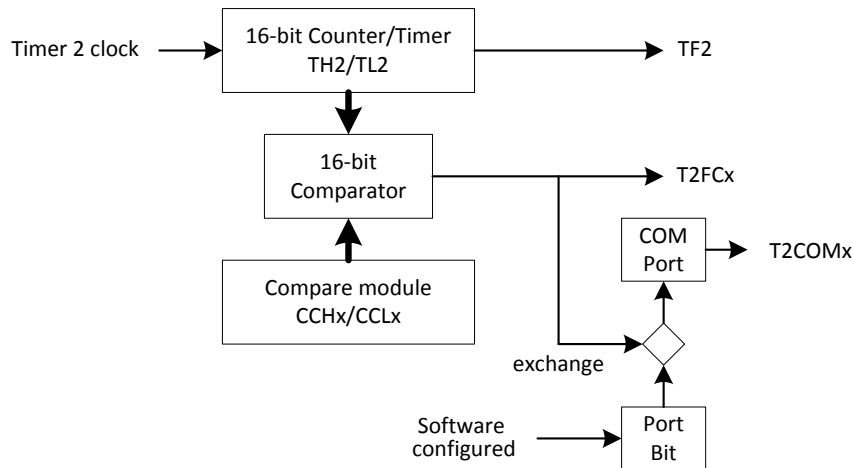 Timer 2 clock
16-bit Counter/Timer
TH2/TL2
TF2
16-bit
Comparator
T2FCx
COM
Port
T2COMx
Compare module
CCHx/CCLx
exchange
Software
configured
Port
Bit